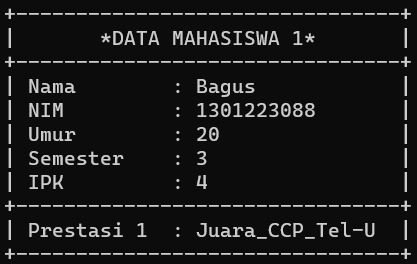 +--------------------------------+
|       *DATA MAHASISWA 1*       |
+--------------------------------+
| Nama        : Bagus            |
| NIM         : 1301223088       |
| Umur        : 20               |
| Semester    : 3                |
| IPK         : 4                |
+--------------------------------+
| Prestasi 1  : Juara_CCP_Tel-U  |
+--------------------------------+